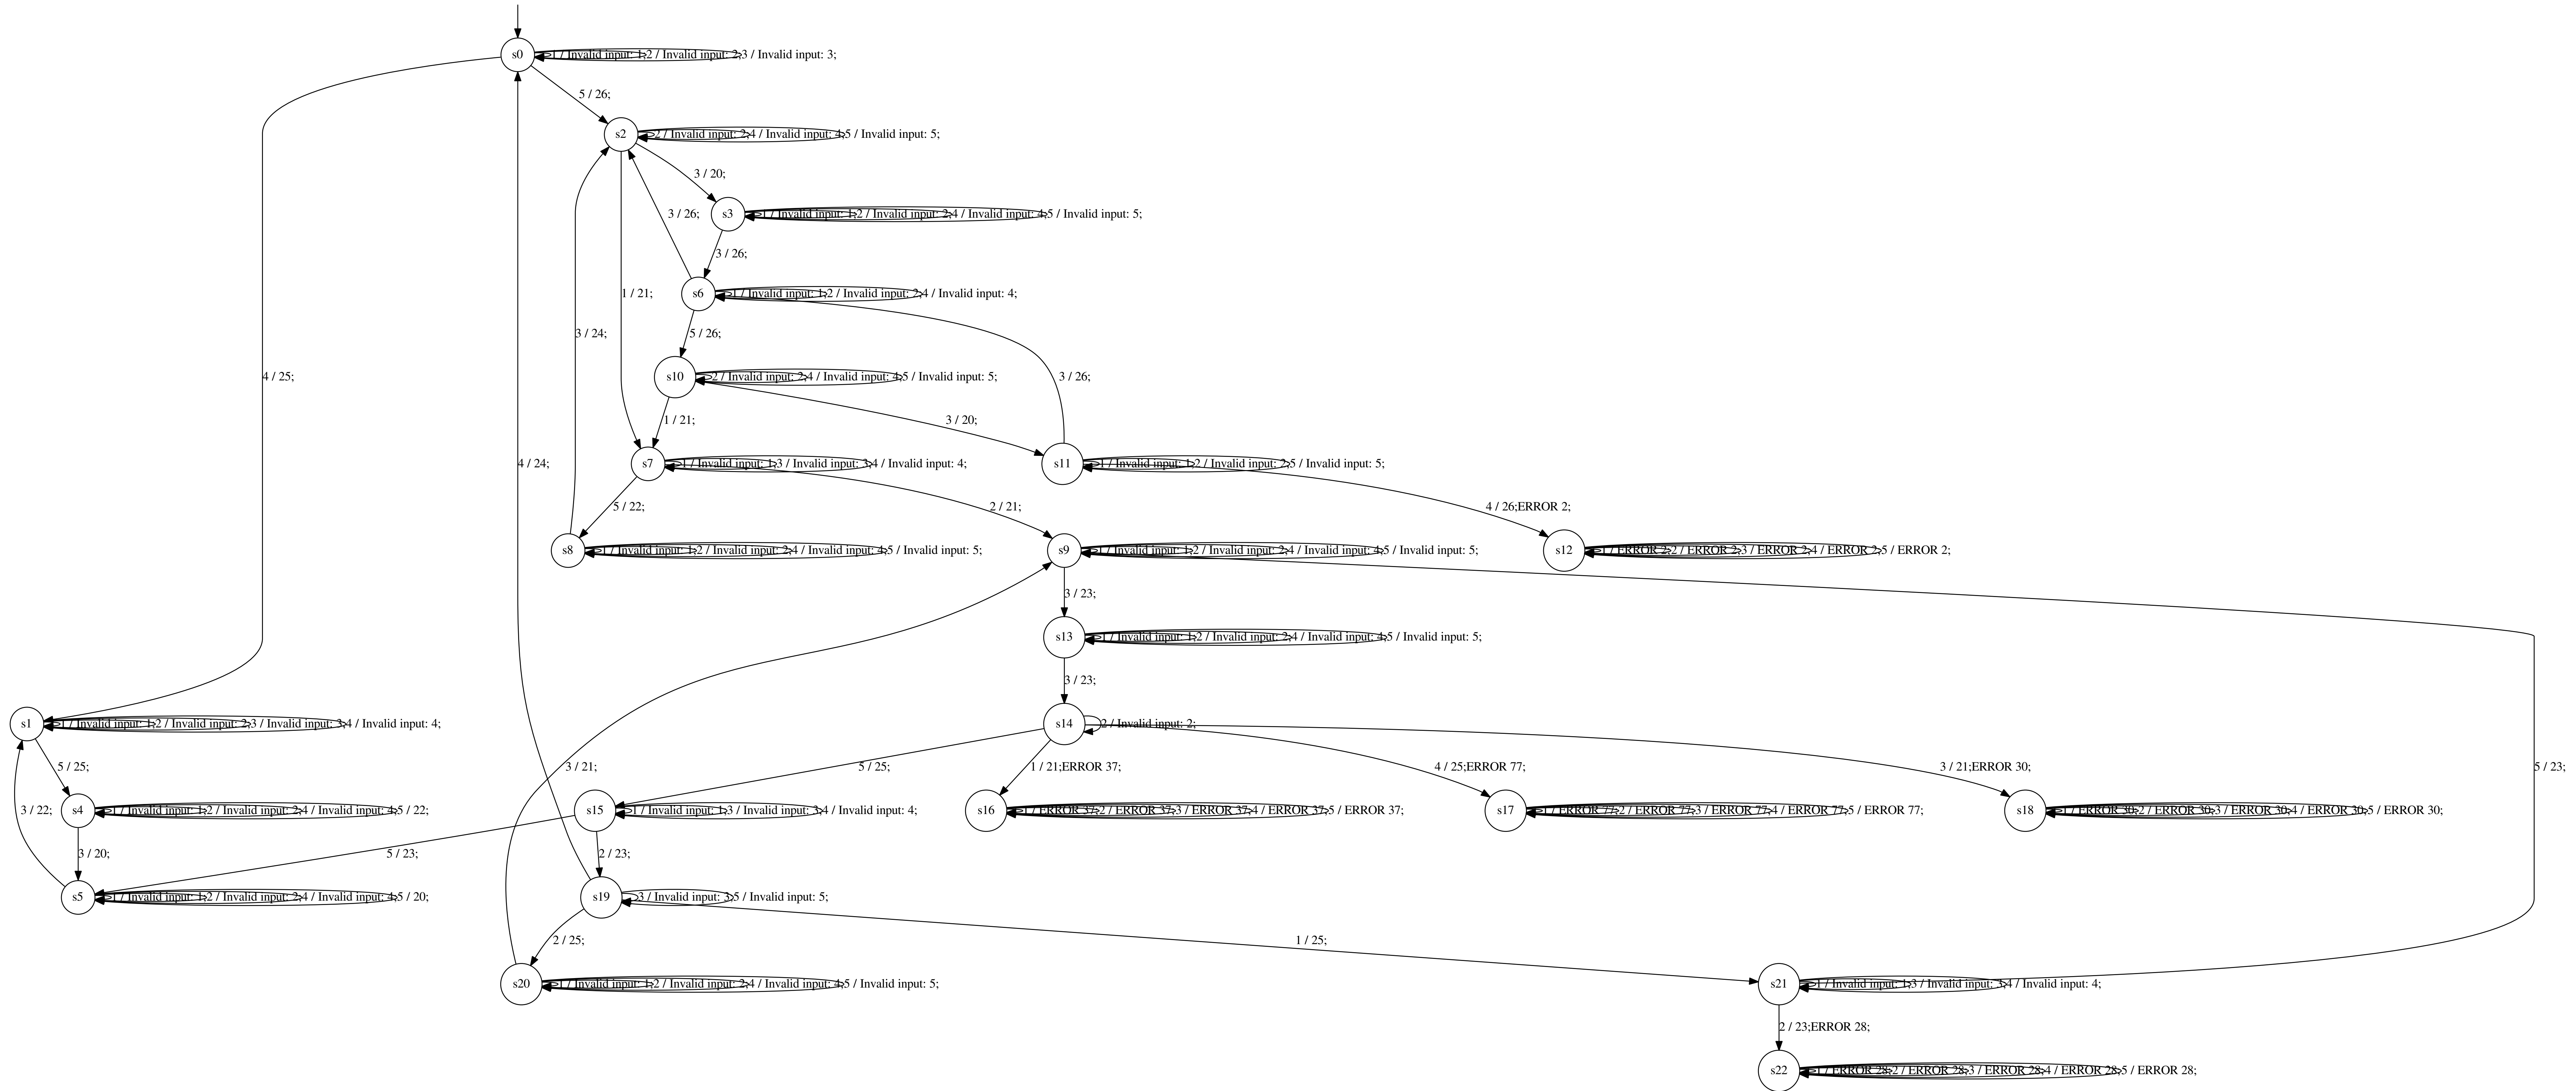 s0
1 / Invalid input: 1;
2 / Invalid input: 2;
3 / Invalid input: 3;
5 / 26;
s2
2 / Invalid input: 2;
4 / Invalid input: 4;
5 / Invalid input: 5;
3 / 20;
s3
1 / Invalid input: 1;
2 / Invalid input: 2;
4 / Invalid input: 4;
5 / Invalid input: 5;
3 / 26;
3 / 26;
s6
1 / Invalid input: 1;
2 / Invalid input: 2;
4 / Invalid input: 4;
1 / 21;
3 / 24;
5 / 26;
4 / 25;
s10
2 / Invalid input: 2;
4 / Invalid input: 4;
5 / Invalid input: 5;
3 / 26;
1 / 21;
3 / 20;
4 / 24;
s7
1 / Invalid input: 1;
3 / Invalid input: 3;
4 / Invalid input: 4;
s11
1 / Invalid input: 1;
2 / Invalid input: 2;
5 / Invalid input: 5;
5 / 22;
2 / 21;
4 / 26;ERROR 2;
s8
1 / Invalid input: 1;
2 / Invalid input: 2;
4 / Invalid input: 4;
5 / Invalid input: 5;
s9
1 / Invalid input: 1;
2 / Invalid input: 2;
4 / Invalid input: 4;
5 / Invalid input: 5;
s12
1 / ERROR 2;
2 / ERROR 2;
3 / ERROR 2;
4 / ERROR 2;
5 / ERROR 2;
3 / 23;
s13
1 / Invalid input: 1;
2 / Invalid input: 2;
4 / Invalid input: 4;
5 / Invalid input: 5;
3 / 23;
s1
1 / Invalid input: 1;
2 / Invalid input: 2;
3 / Invalid input: 3;
4 / Invalid input: 4;
s14
2 / Invalid input: 2;
5 / 25;
3 / 21;
5 / 25;
1 / 21;ERROR 37;
4 / 25;ERROR 77;
3 / 21;ERROR 30;
5 / 23;
3 / 22;
s4
1 / Invalid input: 1;
2 / Invalid input: 2;
4 / Invalid input: 4;
5 / 22;
s15
1 / Invalid input: 1;
3 / Invalid input: 3;
4 / Invalid input: 4;
s16
1 / ERROR 37;
2 / ERROR 37;
3 / ERROR 37;
4 / ERROR 37;
5 / ERROR 37;
s17
1 / ERROR 77;
2 / ERROR 77;
3 / ERROR 77;
4 / ERROR 77;
5 / ERROR 77;
s18
1 / ERROR 30;
2 / ERROR 30;
3 / ERROR 30;
4 / ERROR 30;
5 / ERROR 30;
3 / 20;
5 / 23;
2 / 23;
s5
1 / Invalid input: 1;
2 / Invalid input: 2;
4 / Invalid input: 4;
5 / 20;
s19
3 / Invalid input: 3;
5 / Invalid input: 5;
2 / 25;
1 / 25;
s20
1 / Invalid input: 1;
2 / Invalid input: 2;
4 / Invalid input: 4;
5 / Invalid input: 5;
s21
1 / Invalid input: 1;
3 / Invalid input: 3;
4 / Invalid input: 4;
2 / 23;ERROR 28;
s22
1 / ERROR 28;
2 / ERROR 28;
3 / ERROR 28;
4 / ERROR 28;
5 / ERROR 28;